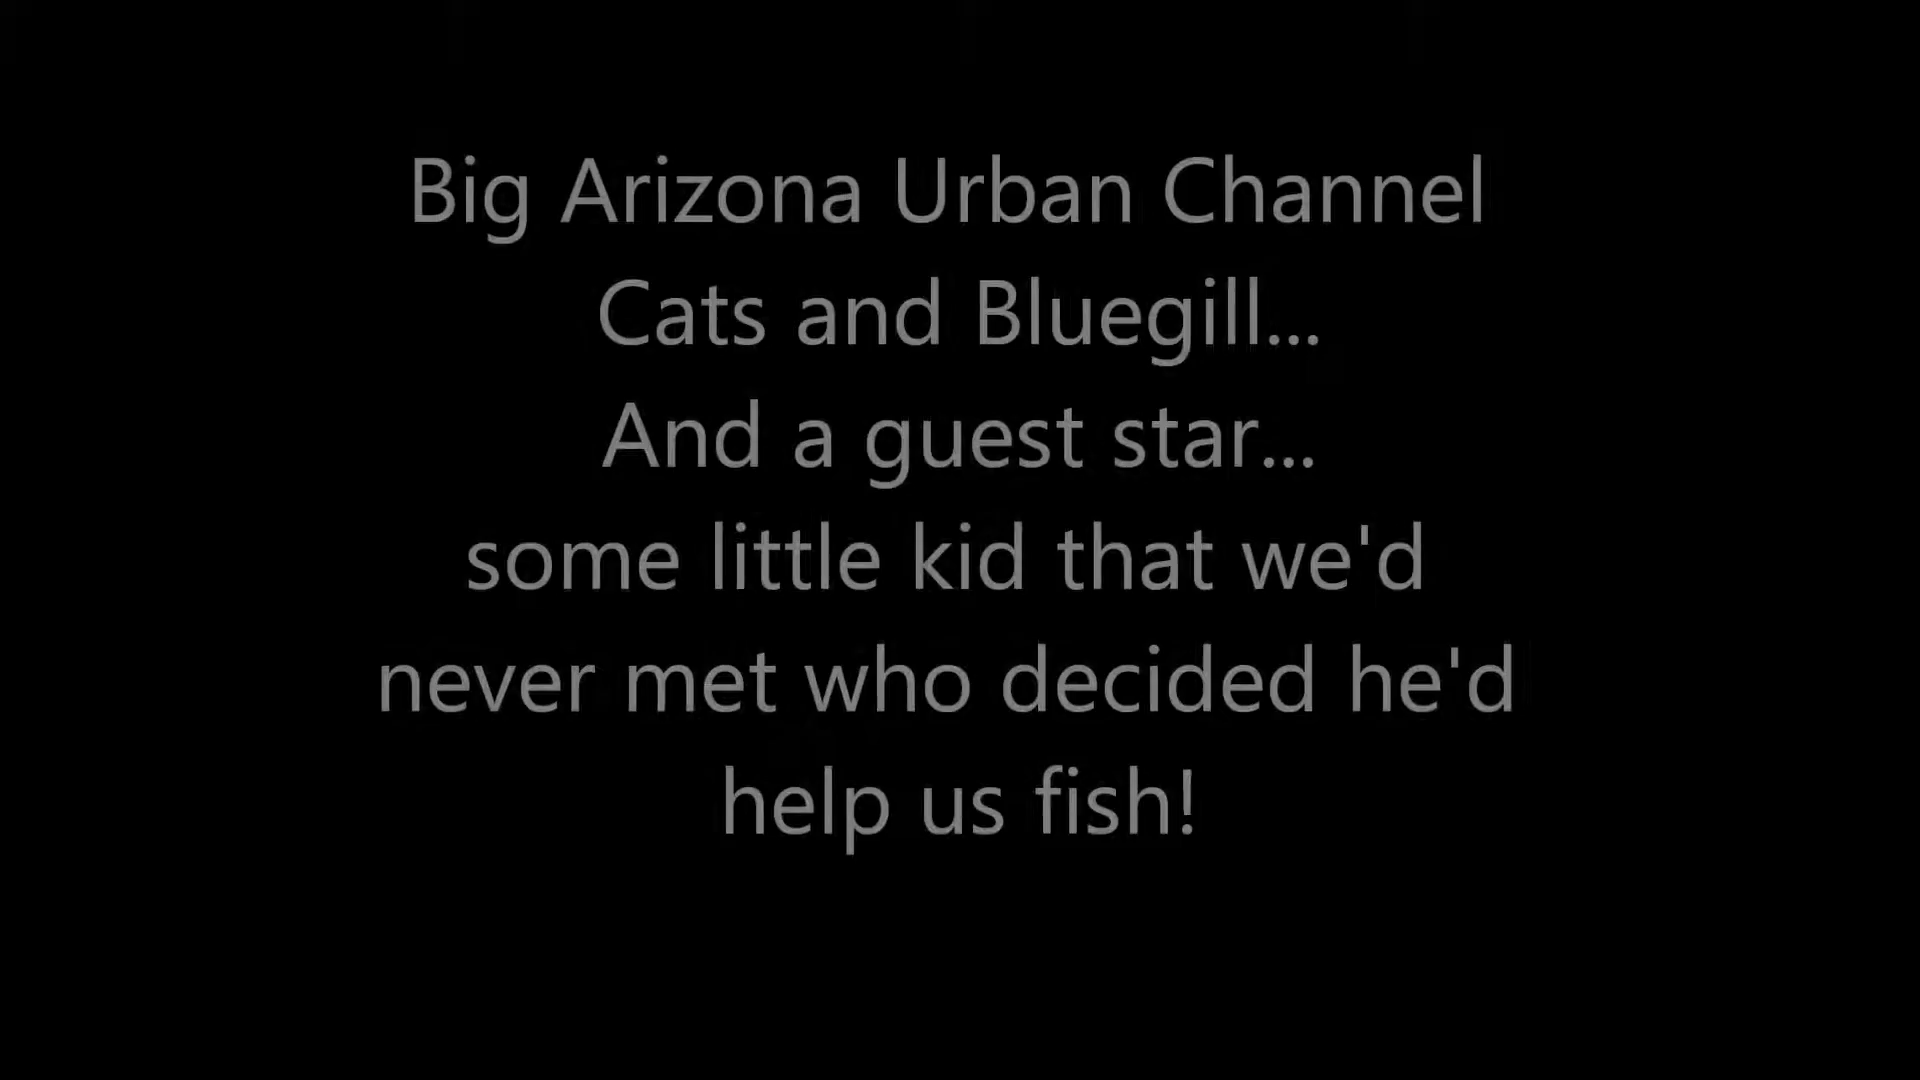 Big Arizona Urban Channel
Cats and Bluegill...
And a guest star...
some little kid that we'd
never met who decided he'd
help us fish!